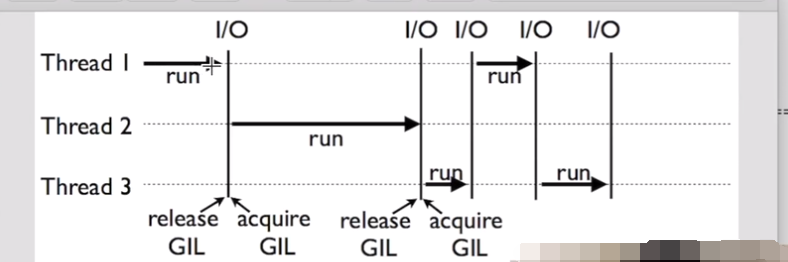 I/O I/O I/O I/O I/O
Thread 1
run run
Thread 2
run
run run
Thread 3
release acquire release acquire
GIL GIL GIL GIL